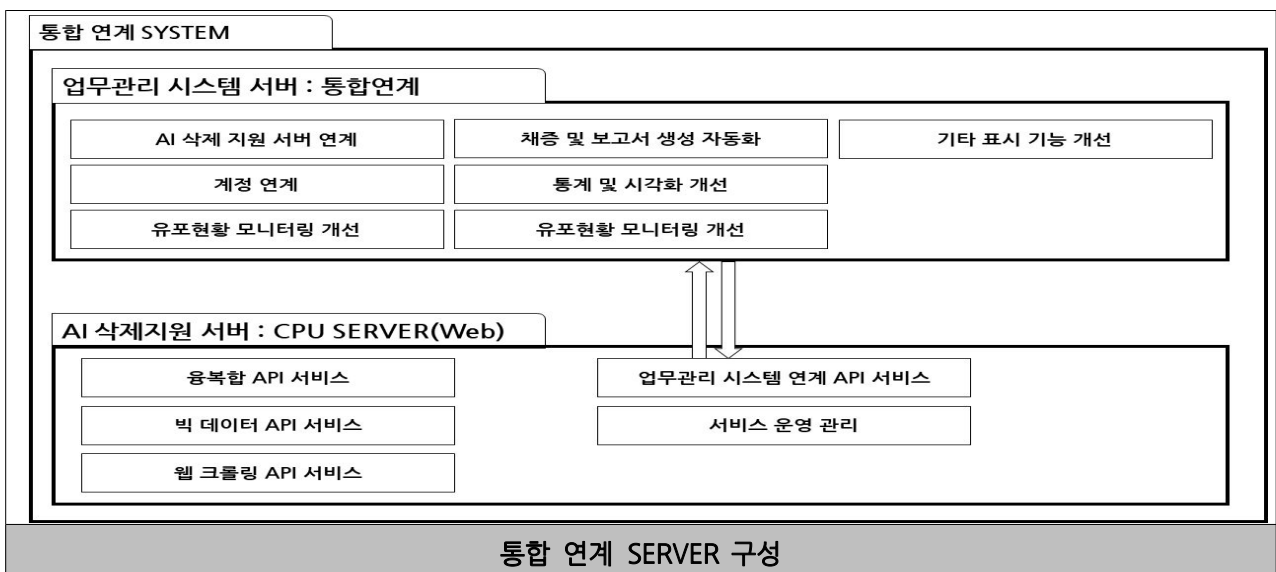 통합 연계 SYSTEM
업무관리 시스템 서버 : 통합연계
AI 삭제 지원 서버 연계
채증 및 보고서 생성 자동화
기타 표시 기능 개선
계정 연계
통계 및 시각화 개선
유포현황 모니터링 개선
유포현황 모니터링 개선
AI 삭제지원 서버 : CPU SERVER(Web)
융복합 API 서비스
업무관리 시스템 연계 API 서비스
빅 데이터 API 서비스
서비스 운영 관리
웹 크롤링 API 서비스
통합 연계 SERVER 구성